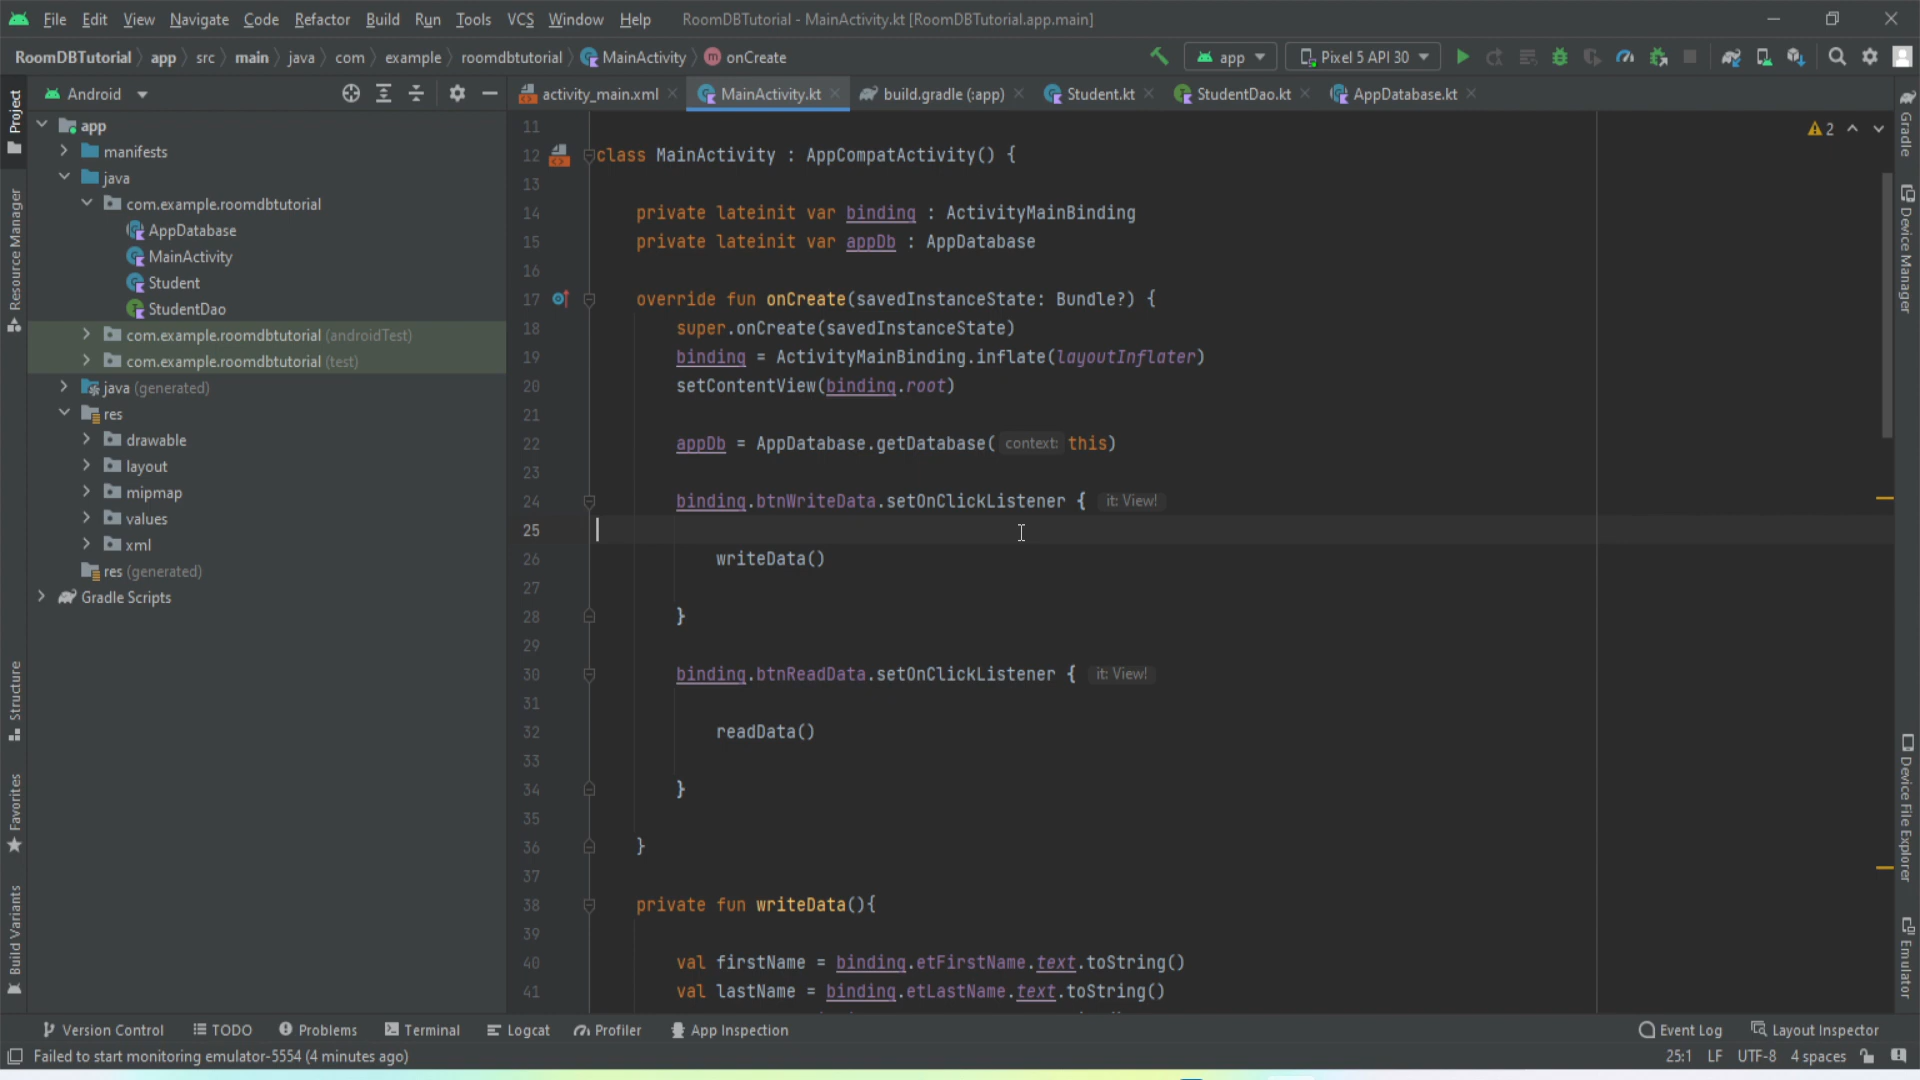 File Edit View Navigate Code Refactor Build Run Tools VCS Window Help RoomDBTutorial - MainActivity.kt [RoomDBTutorial.app.main]
RoomDBTutorial app src main java com example roomdbtutorial MainActivity onCreate app Pixel 5 API 30
Android activity_main.xml MainActivity.kt build.gradle (:app) Student.kt StudentDao.kt AppDatabase.kt
Project
Resource Manager
Structure
Favorites
Build Variants
app
manifests
java
com.example.roomdbtutorial
AppDatabase
MainActivity
Student
StudentDao
com.example.roomdbtutorial (androidTest)
com.example.roomdbtutorial (test)
java (generated)
res
drawable
layout
mipmap
values
xml
res (generated)
Gradle Scripts
2
11
12 class MainActivity : AppCompatActivity() {
13
14 private lateinit var binding : ActivityMainBinding
15 private lateinit var appDb : AppDatabase
16
17 override fun onCreate(savedInstanceState: Bundle?) {
18 super.onCreate(savedInstanceState)
19 binding = ActivityMainBinding.inflate(layoutInflater)
20 setContentView(binding.root)
21
22 appDb = AppDatabase.getDatabase( context: this)
23
24 binding.btnWriteData.setOnClickListener { it: View!
25
26 writeData()
27
28 }
29
30 binding.btnReadData.setOnClickListener { it: View!
31
32 readData()
33
34 }
35
36 }
37
38 private fun writeData(){
39
40 val firstName = binding.etFirstName.text.toString()
41 val lastName = binding.etLastName.text.toString()
Gradle
Device Manager
Device File Explorer
Emulator
Version Control TODO Problems Terminal Logcat Profiler App Inspection Event Log Layout Inspector
Failed to start monitoring emulator-5554 (4 minutes ago) 25:1 LF UTF-8 4 spaces